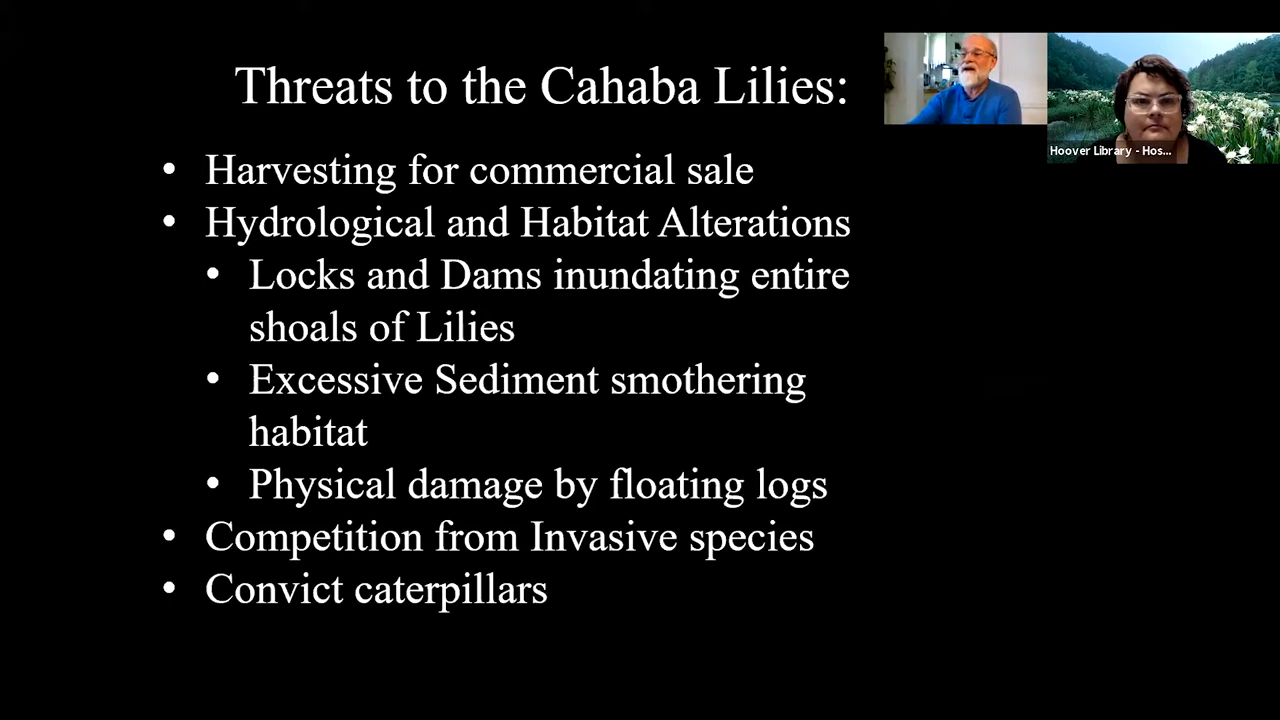 Threats to the Cahaba Lilies:
Hoover Library - Hos...
• Harvesting for commercial sale
• Hydrological and Habitat Alterations
• Locks and Dams inundating entire
shoals of Lilies
• Excessive Sediment smothering
habitat
• Physical damage by floating logs
• Competition from Invasive species
• Convict caterpillars